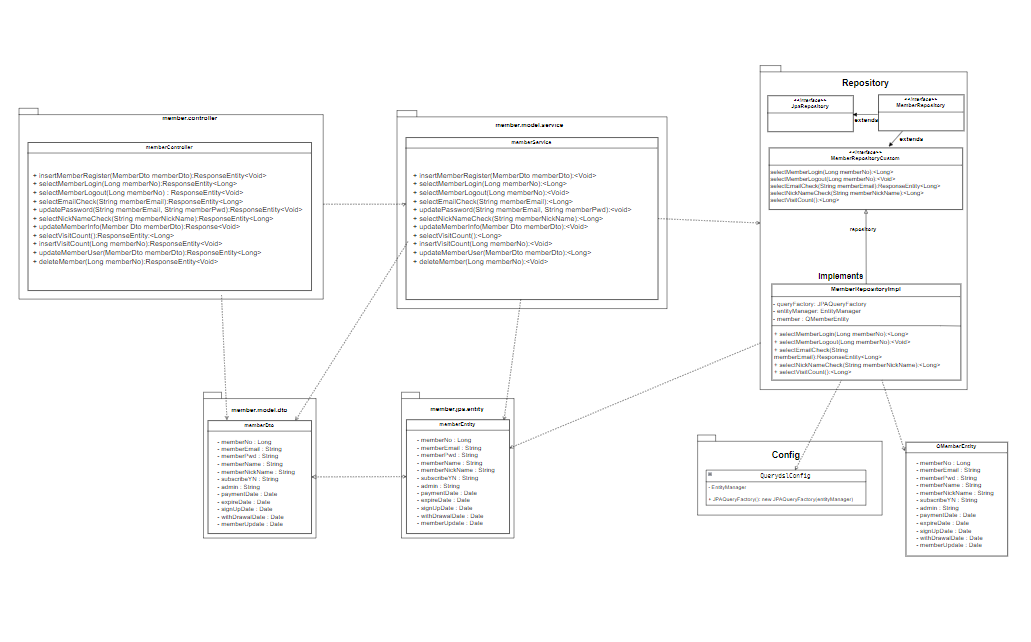 member.controller
memberController
+ insertMemberRegister(MemberDto memberDto):ResponseEntity<Void>
+ selectMemberLogin(Long memberNo):ResponseEntity<Long>
+ selectMemberLogout(Long memberNo) : ResponseEntity<Void>
+ selectEmailCheck(String memberEmail):ResponseEntity<Long>
+ updatePassword(String memberEmail, String memberPwd):ResponseEntity<Void>
+ selectNickNameCheck(String memberNickName):ResponseEntity<Long>
+ updateMemberInfo(Member Dto memberDto):Response<Void>
+ selectVisitCount():ResponseEntity:<Long>
+ insertVisitCount(Long memberNo):ResponseEntity<Void>
+ updateMemberUser(MemberDto memberDto):ResponseEntity<Long>
+ deleteMember(Long memberNo):ResponseEntity<Void>
member.model.service
memberService
+ insertMemberRegister(MemberDto memberDto):<Void>
+ selectMemberLogin(Long memberNo):<Long>
+ selectMemberLogout(Long memberNo):<Void>
+ selectEmailCheck(String memberEmail):<Long>
+ updatePassword(String memberEmail, String memberPwd):<void>
+ selectNickNameCheck(String memberNickName):<Long>
+ updateMemberInfo(Member Dto memberDto):<Void>
+ selectVisitCount():<Long>
+ insertVisitCount(Long memberNo):<Void>
+ updateMemberUser(MemberDto memberDto):<Long>
+ deleteMember(Long memberNo):<Void>
Repository
<<interface>>
JpaRepository
<<interface>>
MemberRepository
extends
extends
<<interface>>
MemberRepositoryCustom
selectMemberLogin(Long memberNo):<Long>
selectMemberLogout(Long memberNo):<Void>
selectEmailCheck(String memberEmail):ResponseEntity<Long>
selectNickNameCheck(String memberNickName):<Long>
selectVisitCount():<Long>
repository
Implements
MemberRepositoryImpl
- queryFactory: JPAQueryFactory
- entityManager: EntityManager
- member : QMemberEntity
+ selectMemberLogin(Long memberNo):<Long>
+ selectMemberLogout(Long memberNo):<Void>
+ selectEmailCheck(String
memberEmail):ResponseEntity<Long>
+ selectNickNameCheck(String memberNickName):<Long>
+ selectVisitCount():<Long>
member.model.dto
memberDto
- memberNo : Long
- memberEmail : String
- memberPwd : String
- memberName : String
- memberNickName : String
- subscribeYN : String
- admin : String
- paymentDate : Date
- expireDate : Date
- signUpDate : Date
- withDrawalDate : Date
- memberUpdate : Date
member.jpa.entity
memberEntity
- memberNo : Long
- memberEmail : String
- memberPwd : String
- memberName : String
- memberNickName : String
- subscribeYN : String
- admin : String
- paymentDate : Date
- expireDate : Date
- signUpDate : Date
- withDrawalDate : Date
- memberUpdate : Date
Config
QuerydslConfig
- EntityManager
+ JPAQueryFactory(): new JPAQueryFactory(entityManager)
QMemberEntity
- memberNo : Long
- memberEmail : String
- memberPwd : String
- memberName : String
- memberNickName : String
- subscribeYN : String
- admin : String
- paymentDate : Date
- expireDate : Date
- signUpDate : Date
- withDrawalDate : Date
- memberUpdate : Date